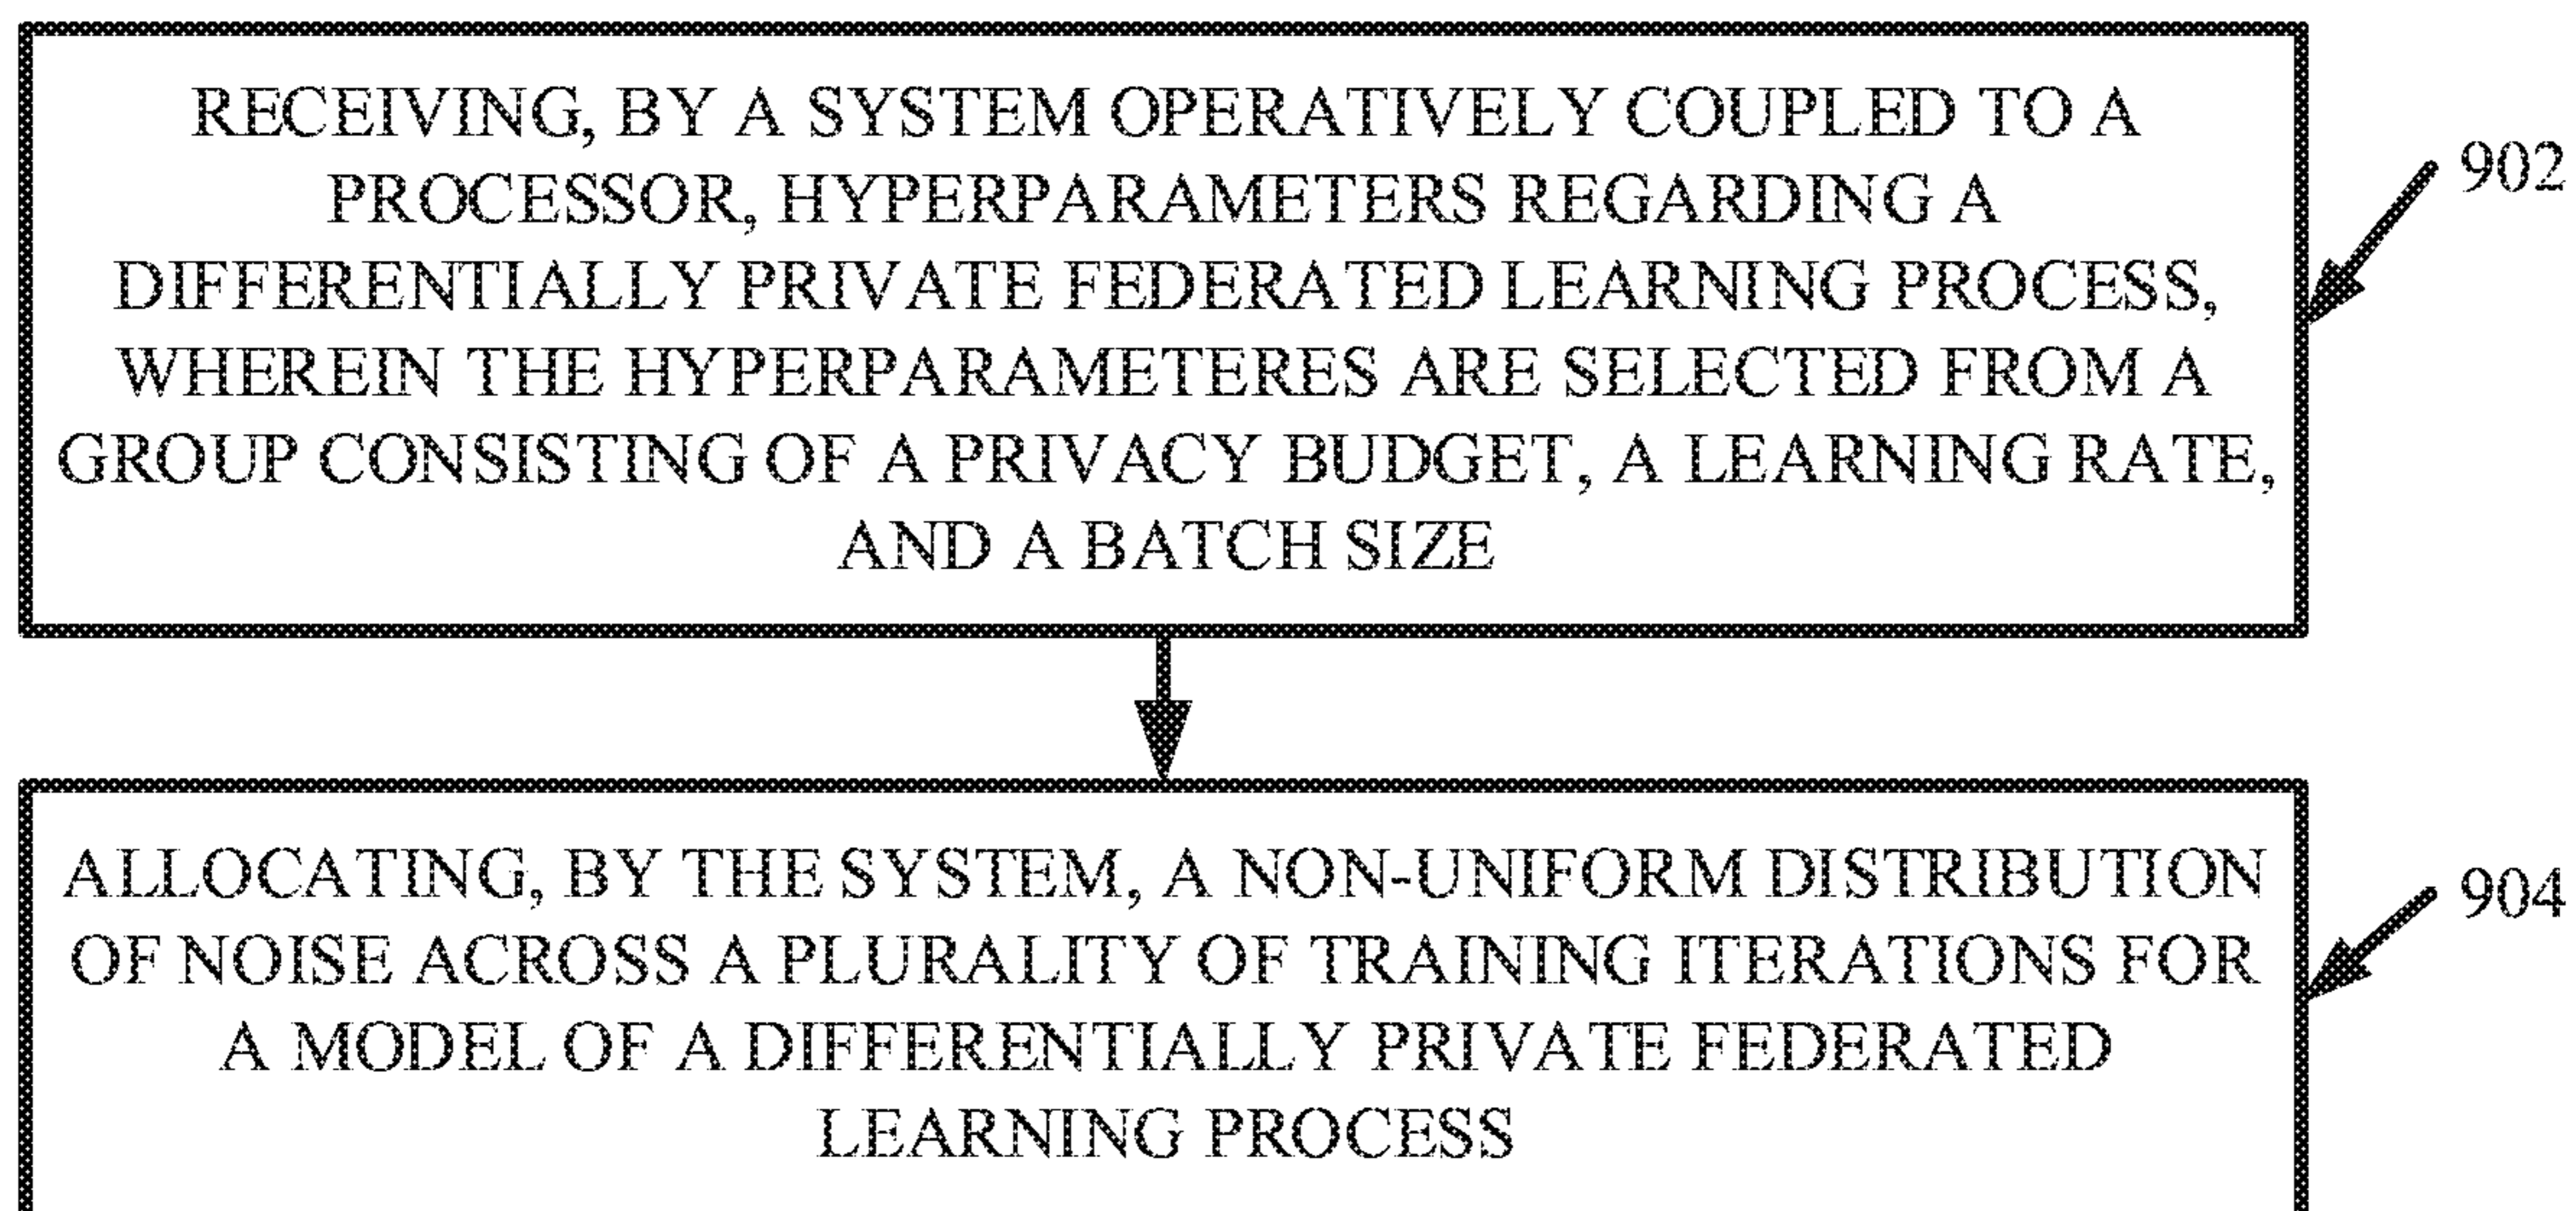 RECEIVING, BY A SYSTEM OPERATIVELY COUPLED TO A
PROCESSOR, HYPERPARAMETERS REGARDING A
DIFFERENTIALLY PRIVATE FEDERATED LEARNING PROCESS,
WHEREIN THE HYPERPARAMETERES ARE SELECTED FROM A
GROUP CONSISTING OF A PRIVACY BUDGET, A LEARNING RATE,
AND A BATCH SIZE
902
ALLOCATING, BY THE SYSTEM, A NON-UNIFORM DISTRIBUTION
OF NOISE ACROSS A PLURALITY OF TRAINING ITERATIONS FOR
A MODEL OF A DIFFERENTIALLY PRIVATE FEDERATED
LEARNING PROCESS
904